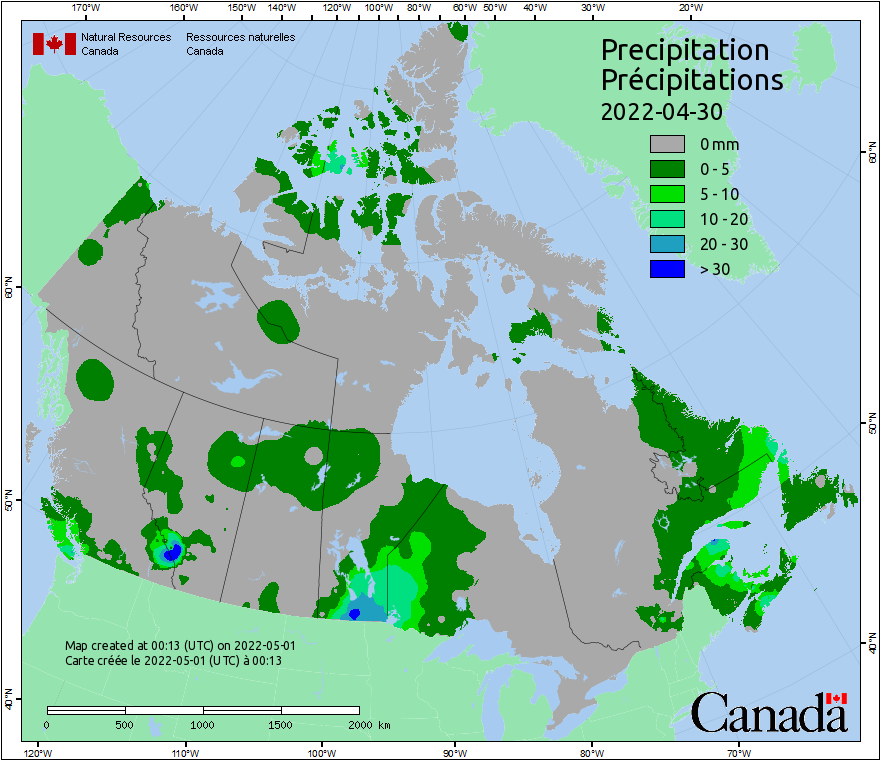 170°W 160°W 150°W 140°W 130°W 120°W 110°W 100°W 90°W 80°W 70°W 60°W 50°W 40°W 30°W 20°W
Natural Resources Ressources naturelles
Canada Canada
Precipitation
Précipitations
2022-04-30
0 mm
0 - 5
5 - 10
10 - 20
20 - 30
> 30
60°N
60°N
50°N
50°N
40°N
40°N
Map created at 00:13 (UTC) on 2022-05-01
Carte créée le 2022-05-01 (UTC) à 00:13
0 500 1000 1500 2000 km
Canada
120°W 110°W 100°W 90°W 80°W 70°W